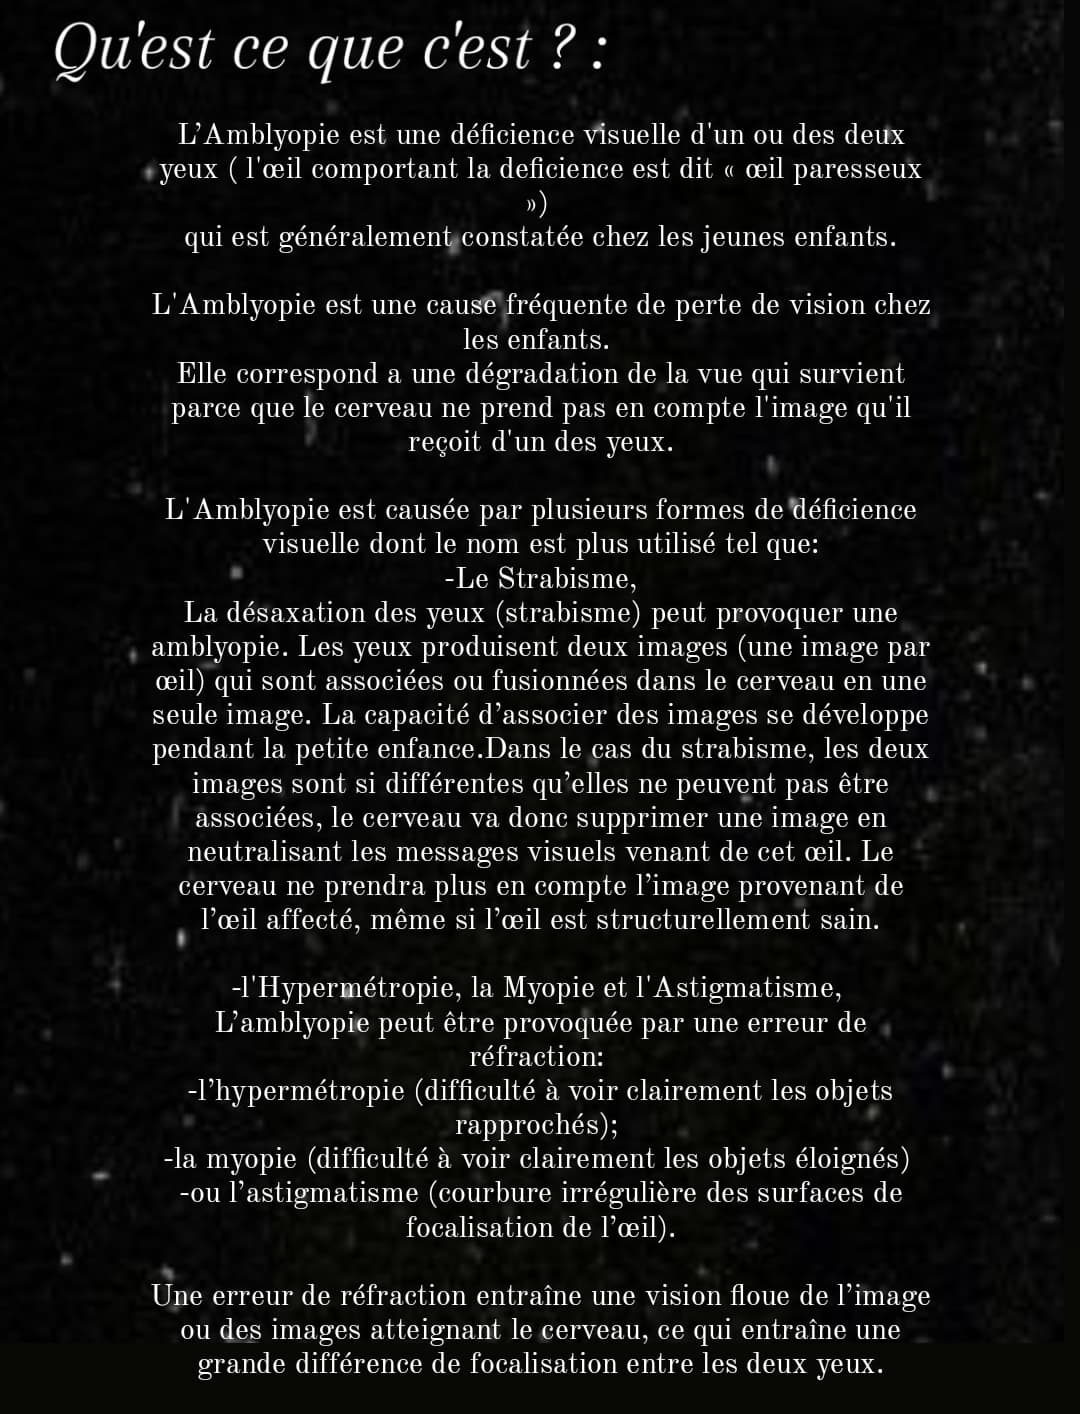 Qu'est ce que c'est ? :
L’Amblyopie est une déficience visuelle d'un ou des deux
yeux ( l'œil comportant la deficience est dit « œil paresseux
»)
qui est généralement constatée chez les jeunes enfants.
L'Amblyopie est une cause fréquente de perte de vision chez
les enfants.
Elle correspond a une dégradation de la vue qui survient
parce que le cerveau ne prend pas en compte l'image qu'il
reçoit d'un des yeux.
L'Amblyopie est causée par plusieurs formes de déficience
visuelle dont le nom est plus utilisé tel que:
-Le Strabisme,
La désaxation des yeux (strabisme) peut provoquer une
amblyopie. Les yeux produisent deux images (une image par
œil) qui sont associées ou fusionnées dans le cerveau en une
seule image. La capacité d’associer des images se développe
pendant la petite enfance.Dans le cas du strabisme, les deux
images sont si différentes qu’elles ne peuvent pas être
associées, le cerveau va donc supprimer une image en
neutralisant les messages visuels venant de cet œil. Le
cerveau ne prendra plus en compte l’image provenant de
l’œil affecté, même si l’œil est structurellement sain.
-l'Hypermétropie, la Myopie et l'Astigmatisme,
L’amblyopie peut être provoquée par une erreur de
réfraction:
-l’hypermétropie (difficulté à voir clairement les objets
rapprochés);
-la myopie (difficulté à voir clairement les objets éloignés)
-ou l’astigmatisme (courbure irrégulière des surfaces de
focalisation de l’œil).
Une erreur de réfraction entraîne une vision floue de l’image
ou des images atteignant le cerveau, ce qui entraîne une
grande différence de focalisation entre les deux yeux.